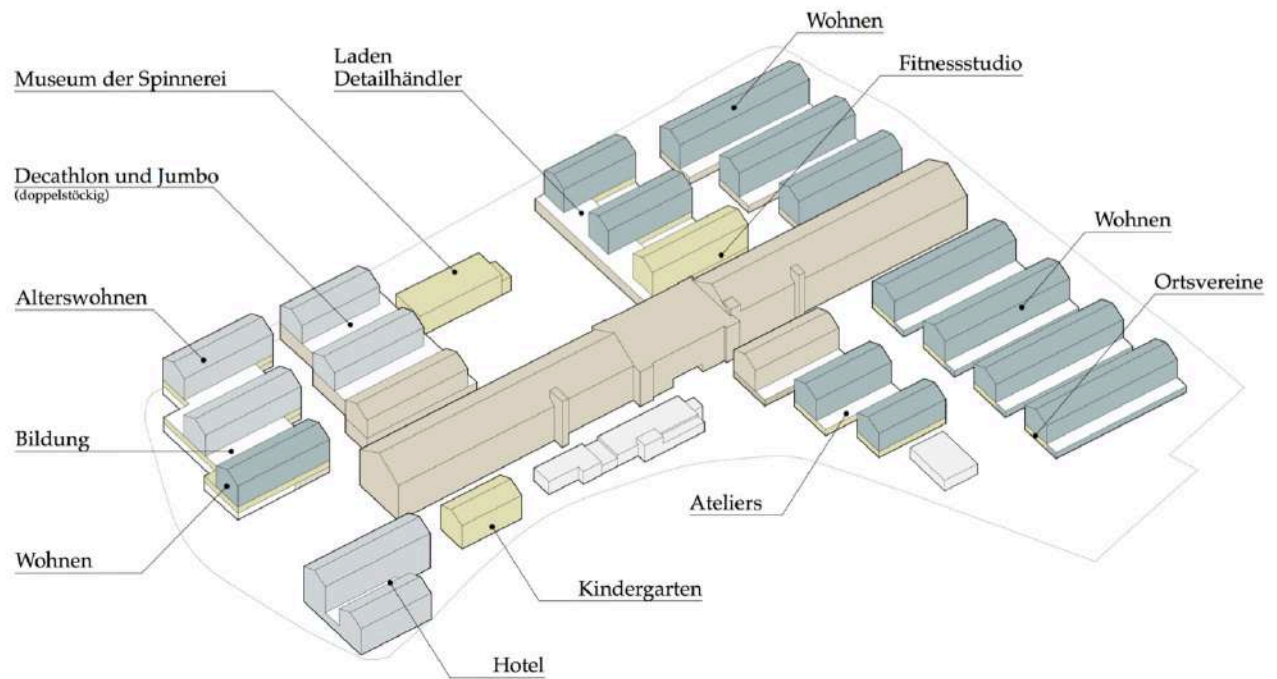 Wohnen
Laden
Detailhändler
Fitnessstudio
Museum der Spinnerei
Decathlon und Jumbo
(doppelstöckig)
Wohnen
Ortsvereine
Alterswohnen
Bildung
Ateliers
Wohnen
Kindergarten
Hotel